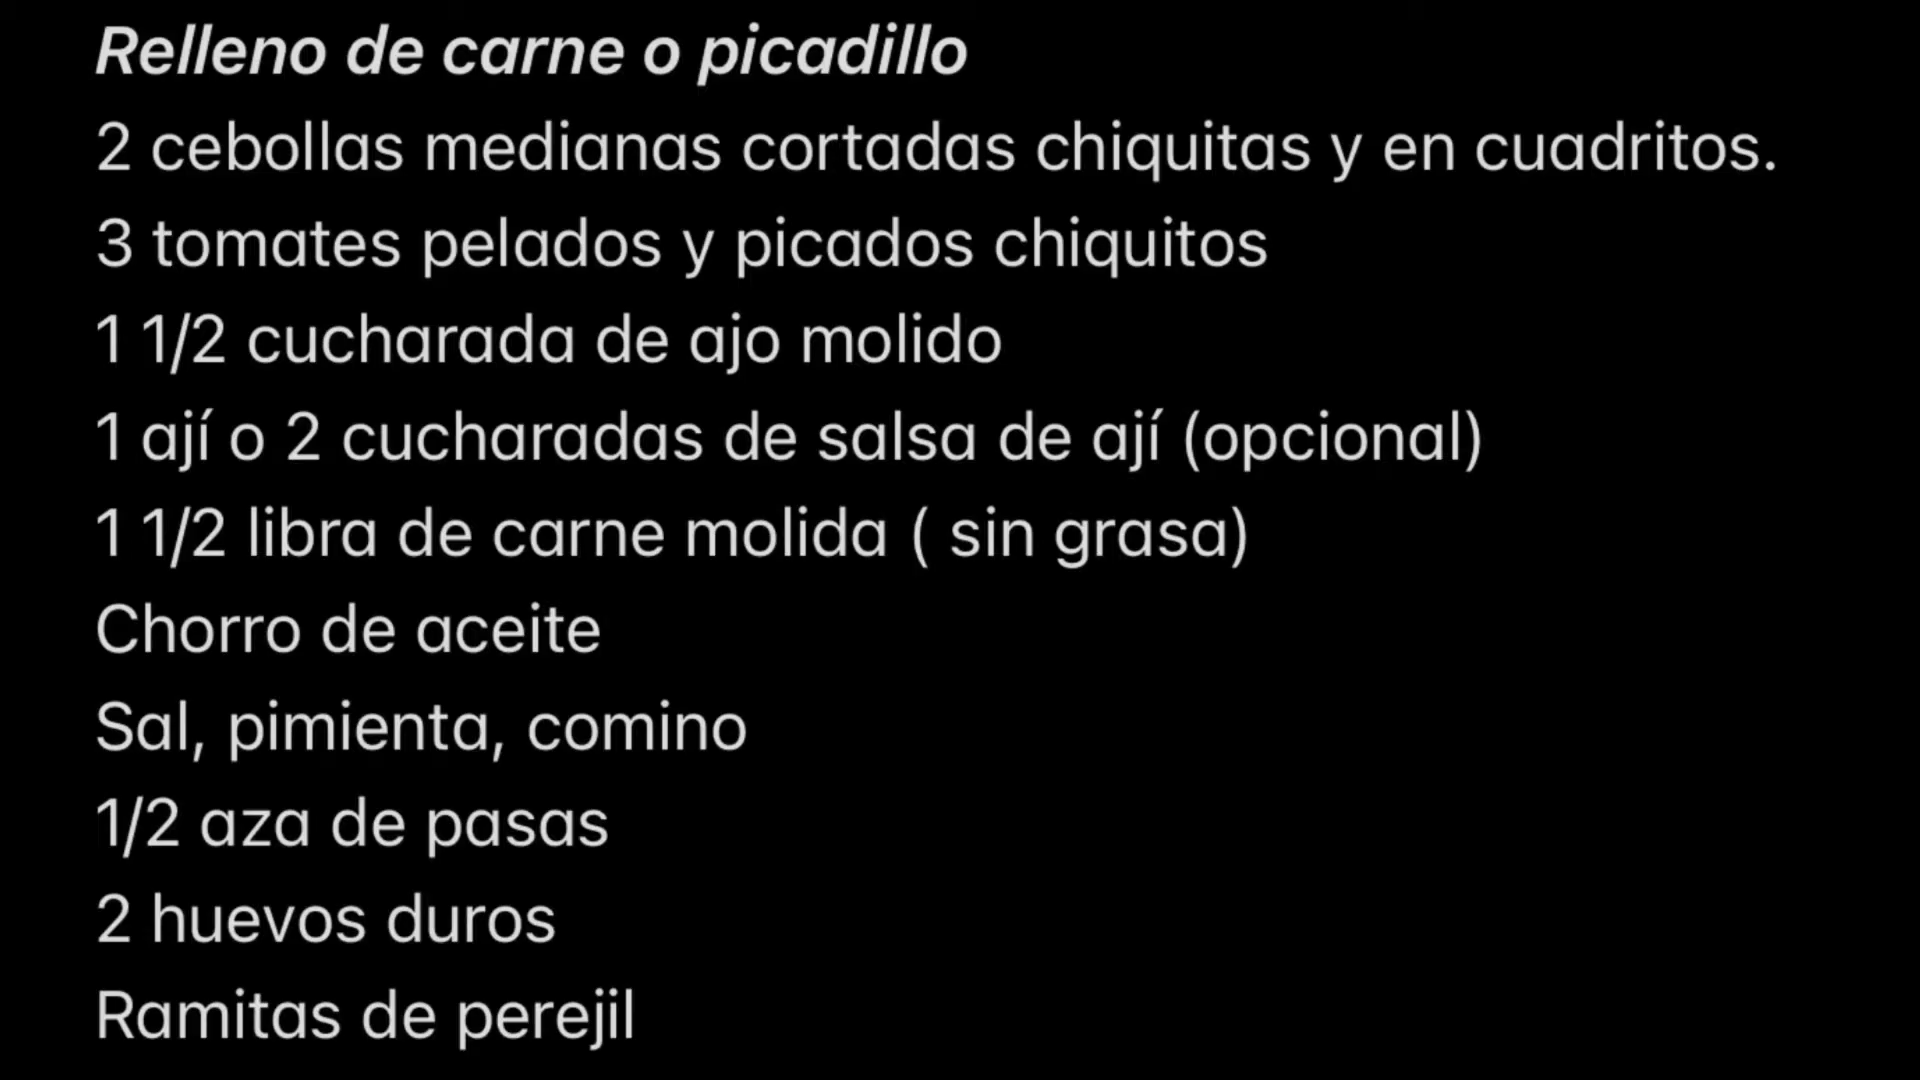 Relleno de carne o picadillo
2 cebollas medianas cortadas chiquitas y en cuadritos.
3 tomates pelados y picados chiquitos
1 1/2 cucharada de ajo molido
1 ají o 2 cucharadas de salsa de ají (opcional)
1 1/2 libra de carne molida ( sin grasa)
Chorro de aceite
Sal, pimienta, comino
1/2 aza de pasas
2 huevos duros
Ramitas de perejil